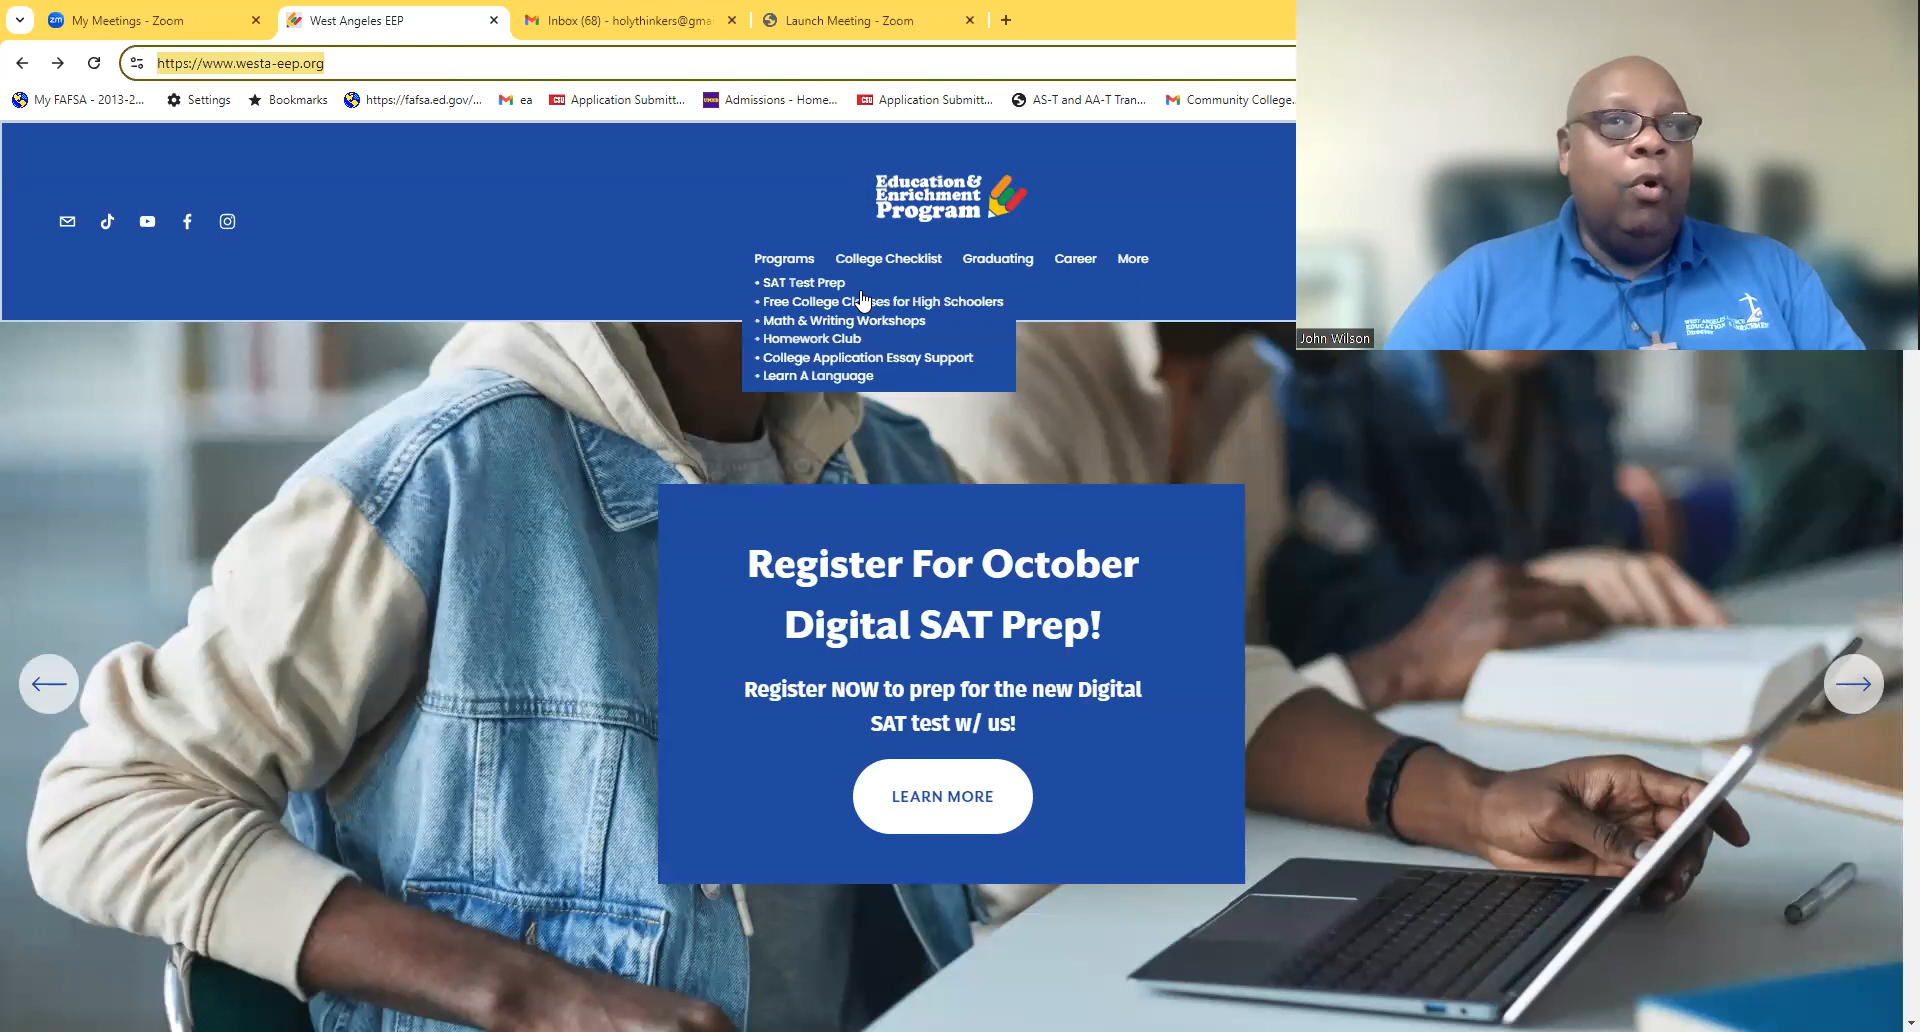 My Meetings - Zoom
West Angeles EEP
Inbox (68) - holythinkers@gma
Launch Meeting - Zoom
https://www.westa-eep.org
My FAFSA - 2013-2...
Settings
Bookmarks
https://fafsa.ed.gov/...
ea
Application Submitt...
Admissions - Home...
Application Submitt...
AS-T and AA-T Tran...
Community College...
Education &
Enrichment
Program
Programs
College Checklist
Graduating
Career
More
• SAT Test Prep
• Free College Classes for High Schoolers
• Math & Writing Workshops
• Homework Club
• College Application Essay Support
• Learn A Language
John Wilson
Register For October
Digital SAT Prep!
Register NOW to prep for the new Digital
SAT test w/ us!
LEARN MORE